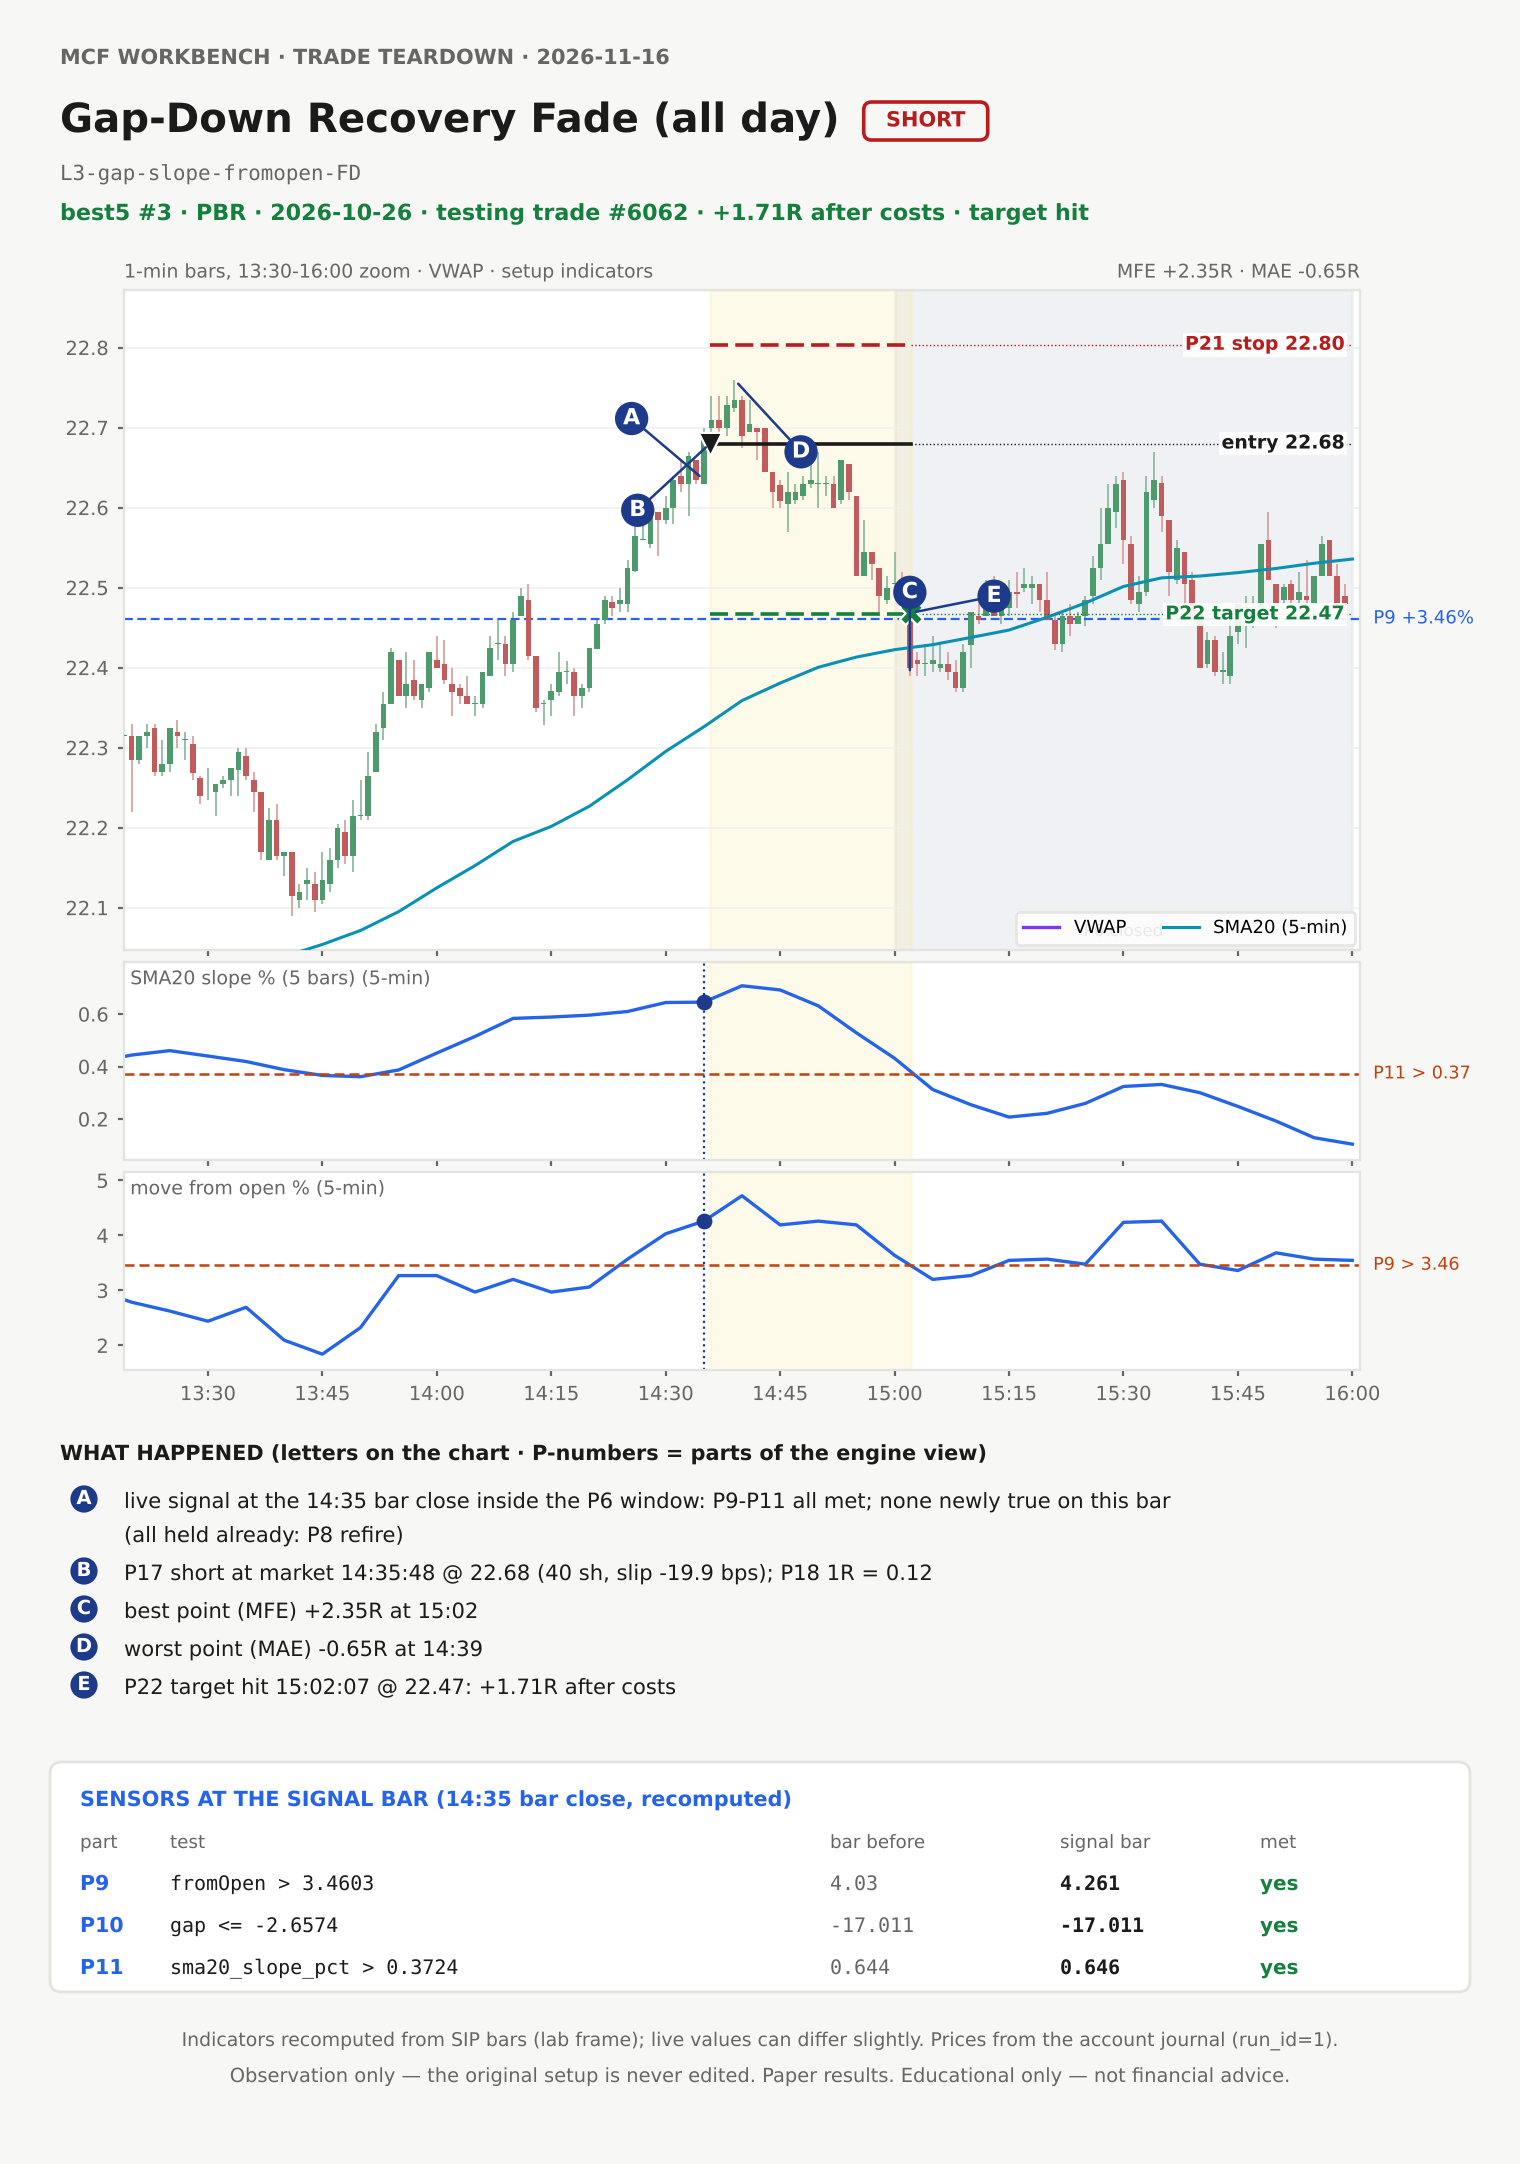 MCF WORKBENCH · TRADE TEARDOWN · 2026-11-16
Gap-Down Recovery Fade (all day) SHORT
L3-gap-slope-fromopen-FD
best5 #3 · PBR · 2026-10-26 · testing trade #6062 · +1.71R after costs · target hit
1-min bars, 13:30-16:00 zoom · VWAP · setup indicators MFE +2.35R · MAE -0.65R
22.8
22.7
22.6
22.5
22.4
22.3
22.2
22.1
P21 stop 22.80
A
entry 22.68
D
B
C
E
P22 target 22.47
P9 +3.46%
VWAP SMA20 (5-min)
SMA20 slope % (5 bars) (5-min)
0.6
0.4
0.2
P11 > 0.37
move from open % (5-min)
5
4
3
2
P9 > 3.46
13:30 13:45 14:00 14:15 14:30 14:45 15:00 15:15 15:30 15:45 16:00
WHAT HAPPENED (letters on the chart · P-numbers = parts of the engine view)
A live signal at the 14:35 bar close inside the P6 window: P9-P11 all met; none newly true on this bar
(all held already: P8 refire)
B P17 short at market 14:35:48 @ 22.68 (40 sh, slip -19.9 bps); P18 1R = 0.12
C best point (MFE) +2.35R at 15:02
D worst point (MAE) -0.65R at 14:39
E P22 target hit 15:02:07 @ 22.47: +1.71R after costs
SENSORS AT THE SIGNAL BAR (14:35 bar close, recomputed)
part test bar before signal bar met
P9 fromOpen > 3.4603 4.03 4.261 yes
P10 gap <= -2.6574 -17.011 -17.011 yes
P11 sma20_slope_pct > 0.3724 0.644 0.646 yes
Indicators recomputed from SIP bars (lab frame); live values can differ slightly. Prices from the account journal (run_id=1).
Observation only — the original setup is never edited. Paper results. Educational only — not financial advice.